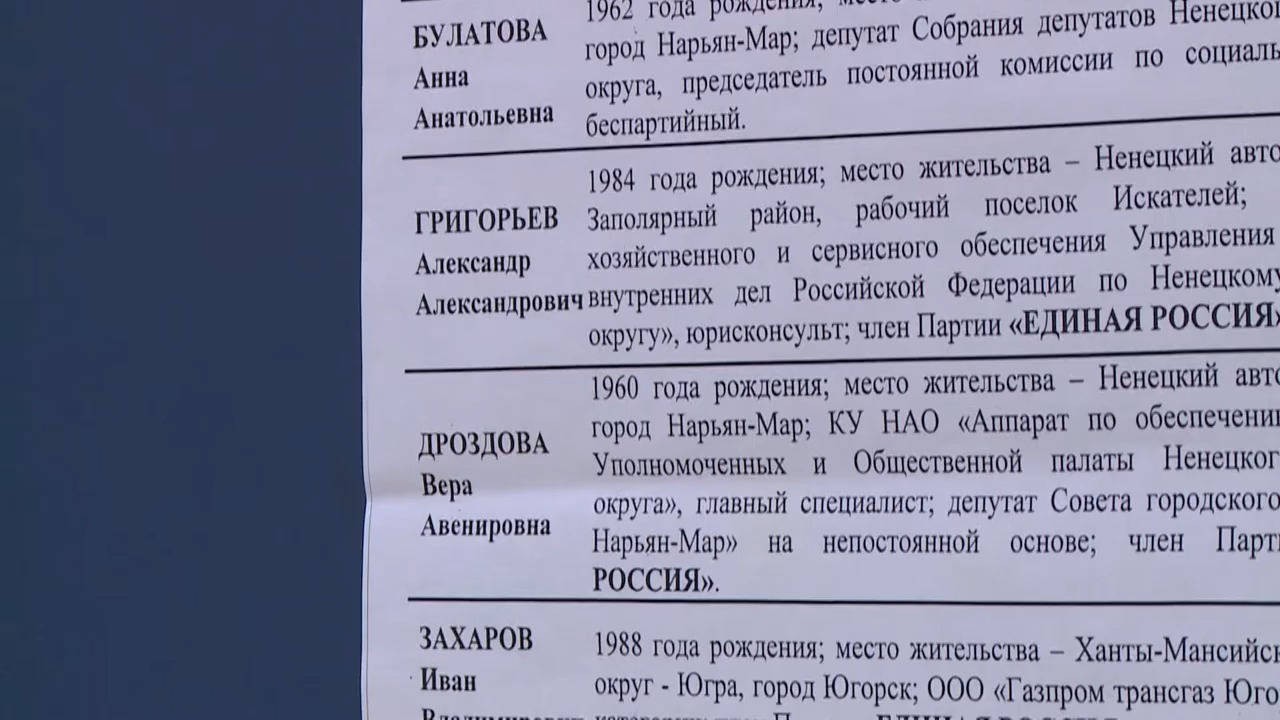 БУЛАТОВА
Анна
Анатольевна
1962 года рождения; место
город Нарьян-Мар; депутат Собрания депутатов Ненецкого
округа, председатель постоянной комиссии по социаль
беспартийный.
ГРИГОРЬЕВ
Александр
Александрович
1984 года рождения; место жительства – Ненецкий авто
Заполярный район, рабочий поселок Искателей;
хозяйственного и сервисного обеспечения Управления
внутренних дел Российской Федерации по Ненецкому
округу», юрисконсульт; член Партии «ЕДИНАЯ РОССИЯ»
ДРОЗДОВА
Вера
Авенировна
1960 года рождения; место жительства – Ненецкий авто
город Нарьян-Мар; КУ НАО «Аппарат по обеспечени
Уполномоченных и Общественной палаты Ненецког
округа», главный специалист; депутат Совета городского
Нарьян-Мар» на непостоянной основе; член Парт
РОССИЯ».
ЗАХАРОВ
Иван
Владимирович
1988 года рождения; место жительства – Ханты-Мансийск
округ - Югра, город Югорск; ООО «Газпром трансгаз Юго